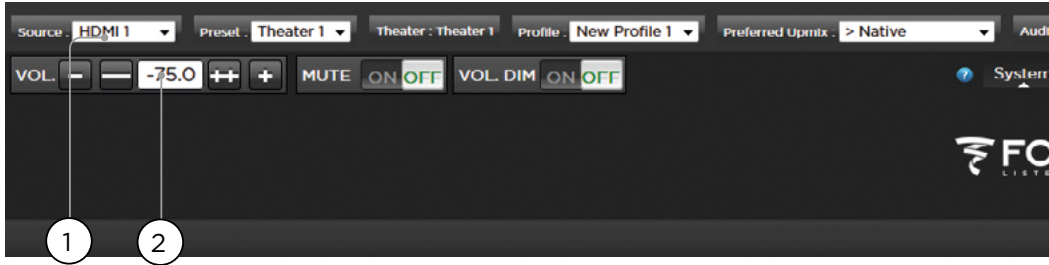 Source : HDMI 1 Preset : Theater 1 Theater : Theater 1 Profile : New Profile 1 Preferred Upmix : > Native
VOL. -75.0 MUTE ON OFF VOL. DIM ON OFF ? System
1 2